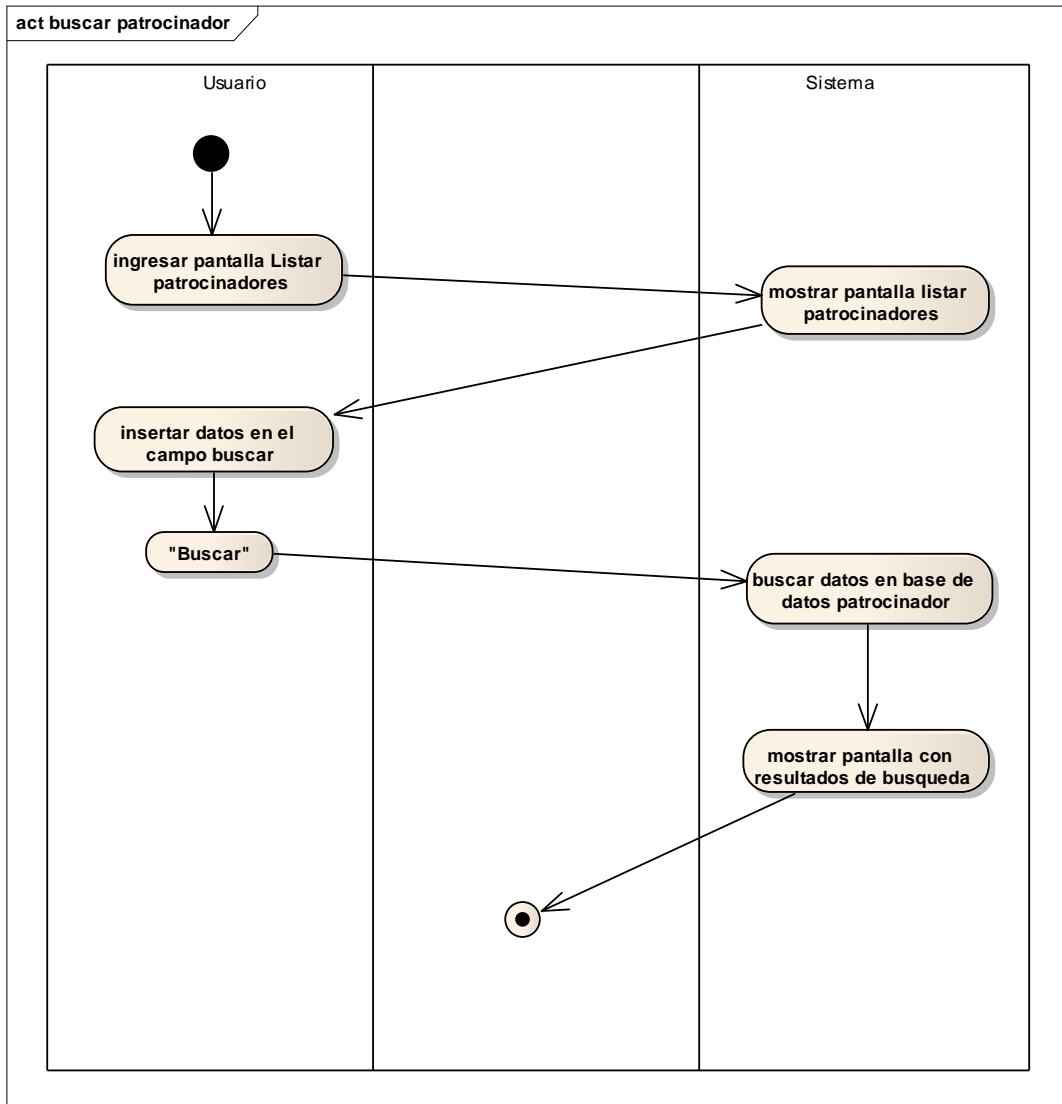 act buscar patrocinador
Usuario
Sistema
ingresar pantalla Listar
patrocinadores
mostrar pantalla listar
patrocinadores
insertar datos en el
campo buscar
"Buscar"
buscar datos en base de
datos patrocinador
mostrar pantalla con
resultados de busqueda